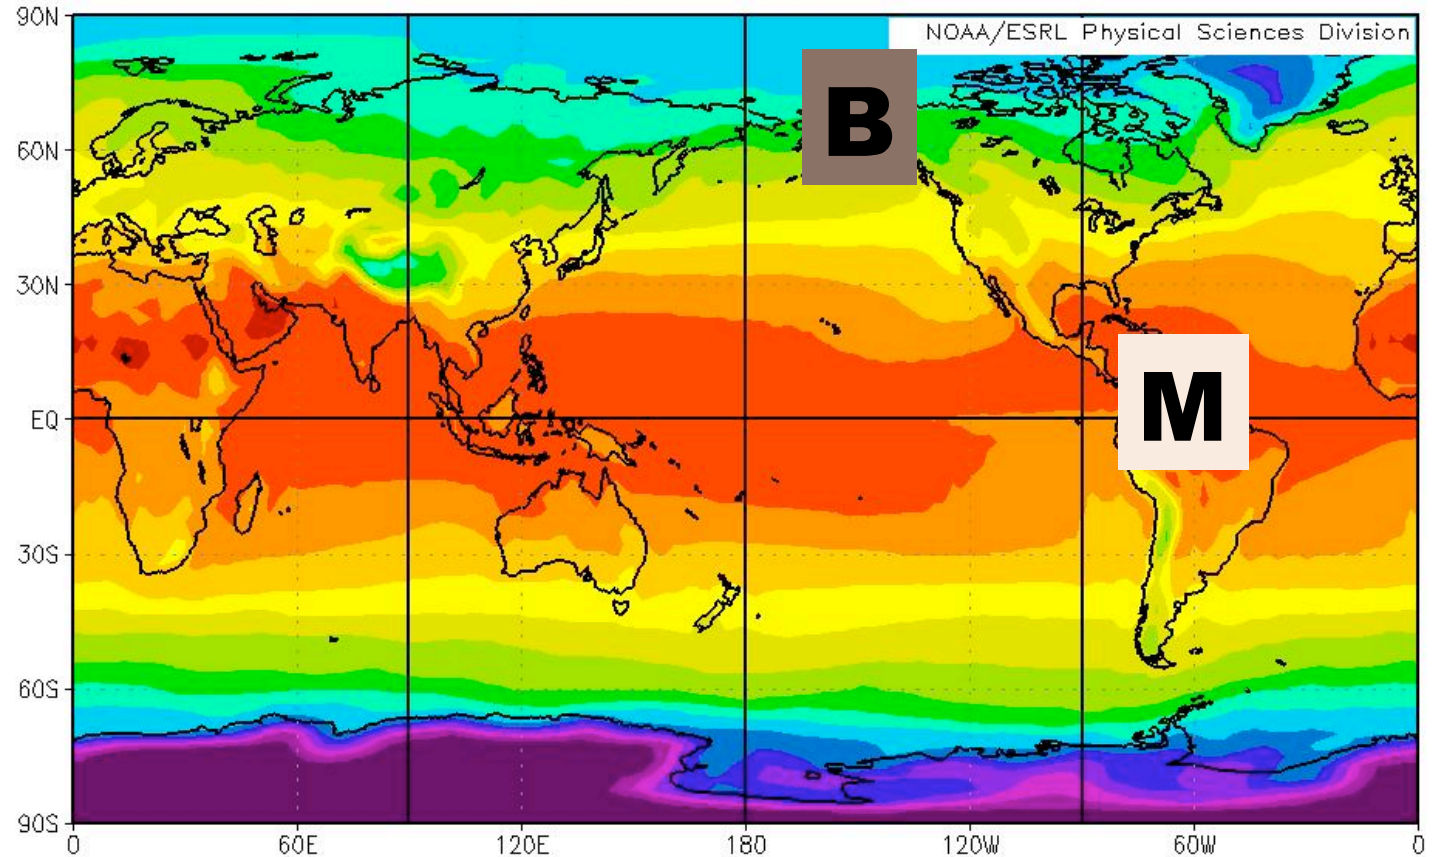 90N
NOAA/ESRL Physical Sciences Division
B
60N
30N
M
EQ
30S
60S
90S
0 60E 120E 180 120W 60W 0